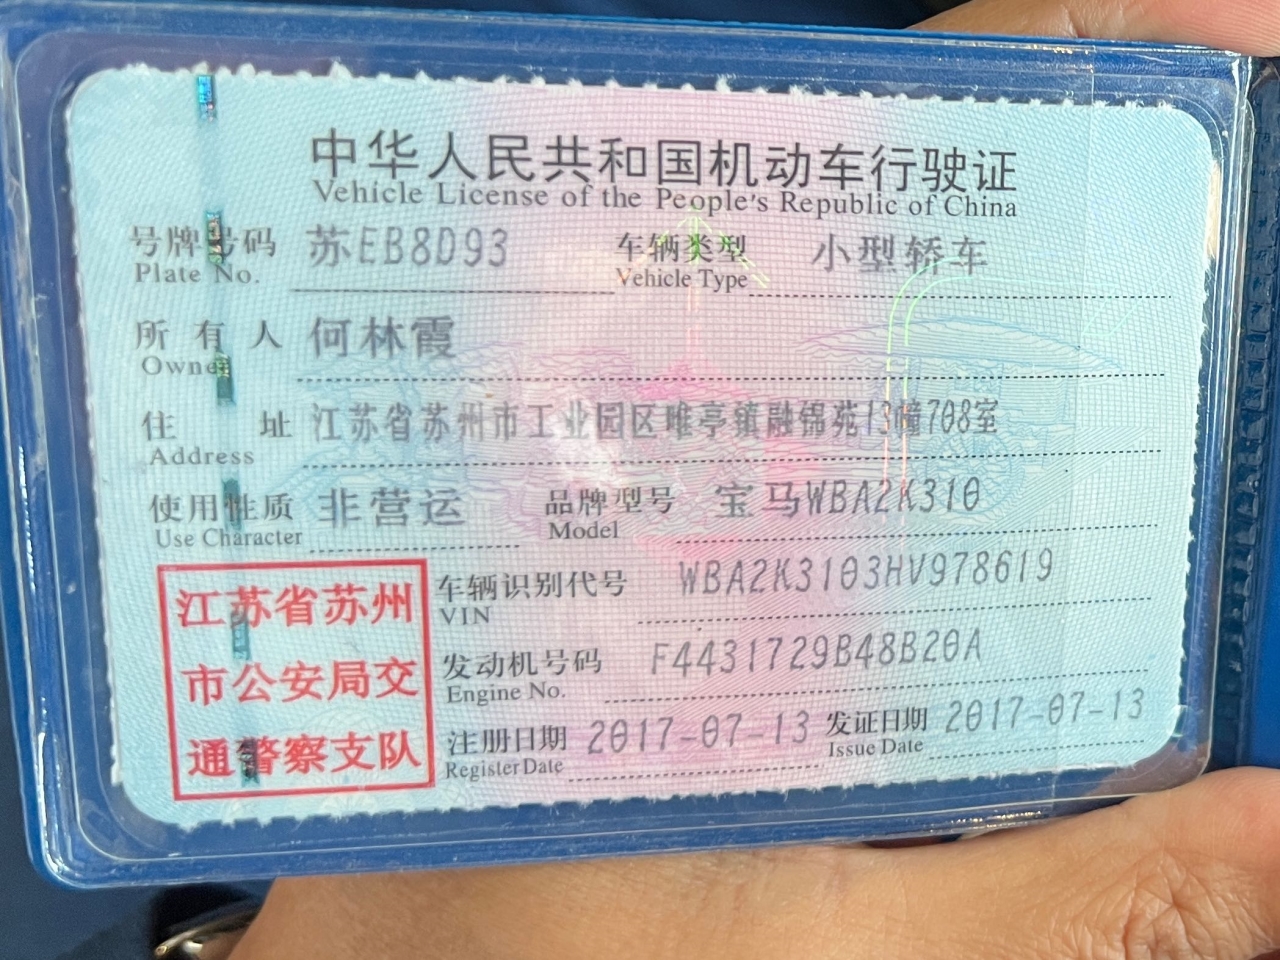 中华人民共和国机动车行驶证
Vehicle License of the People's Republic of China
号牌号码 苏EB8D93 车辆类型 小型轿车
Plate No. Vehicle Type
所有人 何林霞
Owner
住址 江苏省苏州市工业园区唯亭镇融锦苑13幢708室
Address
使用性质 非营运 品牌型号 宝马WBA2K310
Use Character Model
江苏省苏州
市公安局交
通警察支队
车辆识别代号 WBA2K3103HV978619
VIN
发动机号码 F4431729B48B20A
Engine No.
注册日期 2017-07-13 发证日期 2017-07-13
Register Date Issue Date